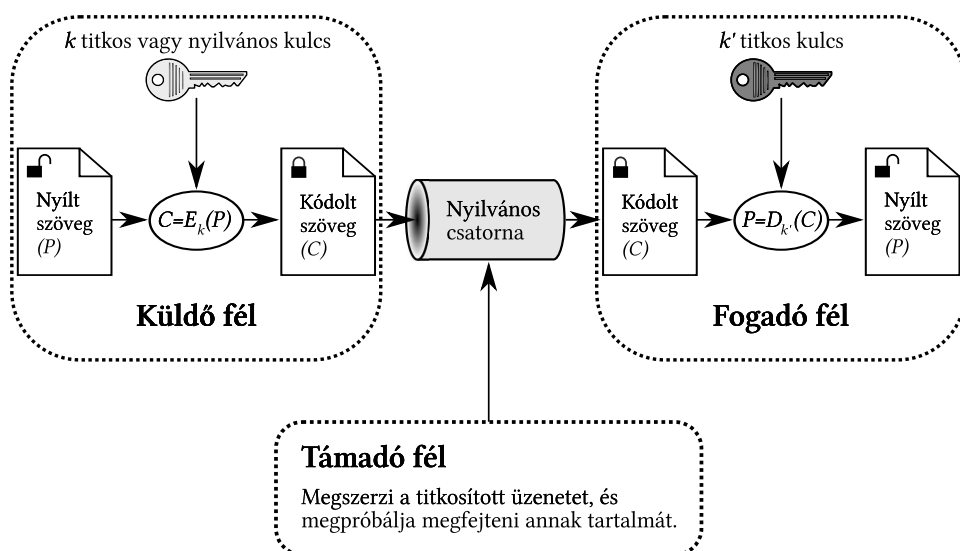 k titkos vagy nyilvános kulcs
Nyílt
szöveg
(P)
C=Eₖ(P)
Kódolt
szöveg
(C)
Küldő fél
Nyilvános
csatorna
k' titkos kulcs
Kódolt
szöveg
(C)
P=Dₖ'(C)
Nyílt
szöveg
(P)
Fogadó fél
Támadó fél
Megszerzi a titkosított üzenetet, és
megpróbálja megfejteni annak tartalmát.